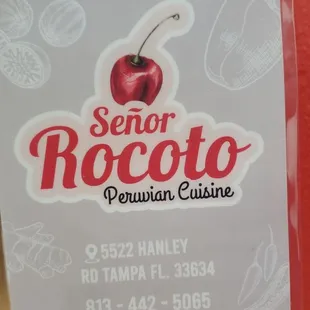 Señor
Rocoto
Peruvian Cuisine
5522 HANLEY
RD TAMPA FL. 33634
813 - 442 - 5065